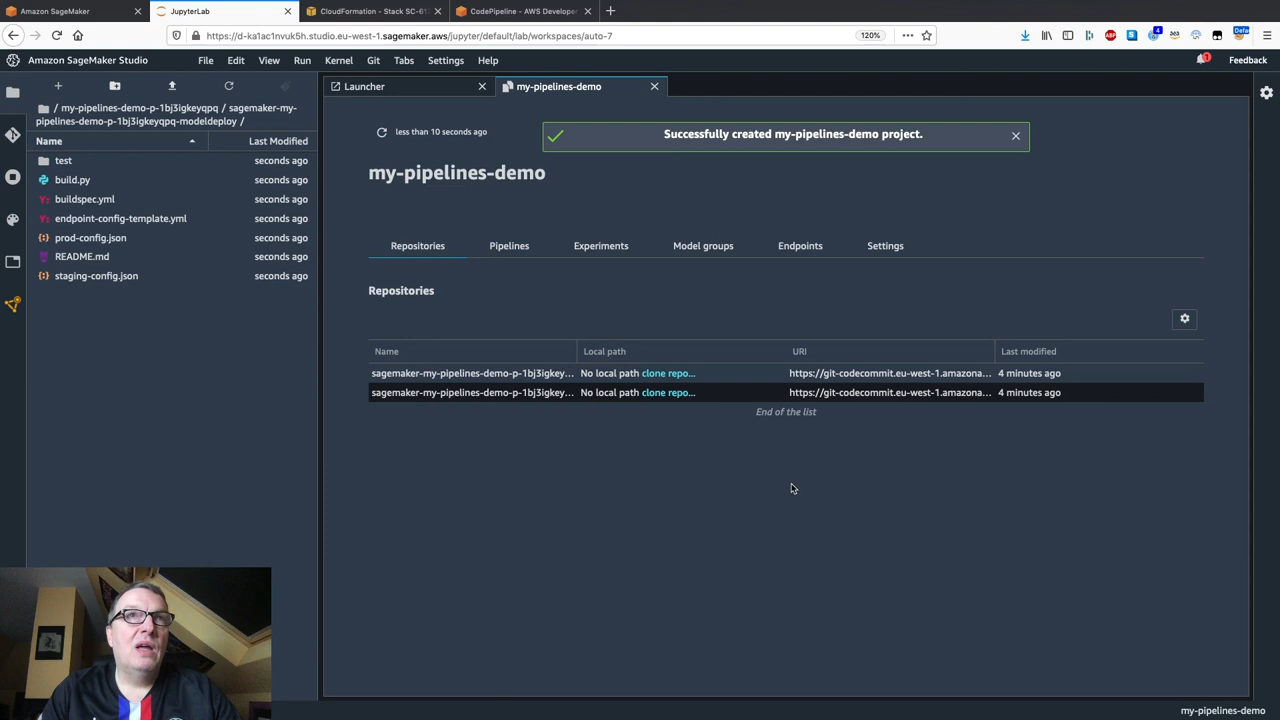 Amazon SageMaker
JupyterLab
CloudFormation - Stack SC-61
CodePipeline - AWS Developer
https://d-ka1ac1nvuk5h.studio.eu-west-1.sagemaker.aws/jupyter/default/lab/workspaces/auto-7
120%
Amazon SageMaker Studio
File Edit View Run Kernel Git Tabs Settings Help
1
Feedback
/ my-pipelines-demo-p-1bj3igkeyqpq / sagemaker-my-
pipelines-demo-p-1bj3igkeyqpq-modeldeploy /
Name Last Modified
test seconds ago
build.py seconds ago
buildspec.yml seconds ago
endpoint-config-template.yml seconds ago
prod-config.json seconds ago
README.md seconds ago
staging-config.json seconds ago
Launcher
my-pipelines-demo
less than 10 seconds ago
Successfully created my-pipelines-demo project.
my-pipelines-demo
Repositories Pipelines Experiments Model groups Endpoints Settings
Repositories
Name Local path URI Last modified
sagemaker-my-pipelines-demo-p-1bj3igkey... No local path clone repo... https://git-codecommit.eu-west-1.amazona... 4 minutes ago
sagemaker-my-pipelines-demo-p-1bj3igkey... No local path clone repo... https://git-codecommit.eu-west-1.amazona... 4 minutes ago
End of the list
my-pipelines-demo